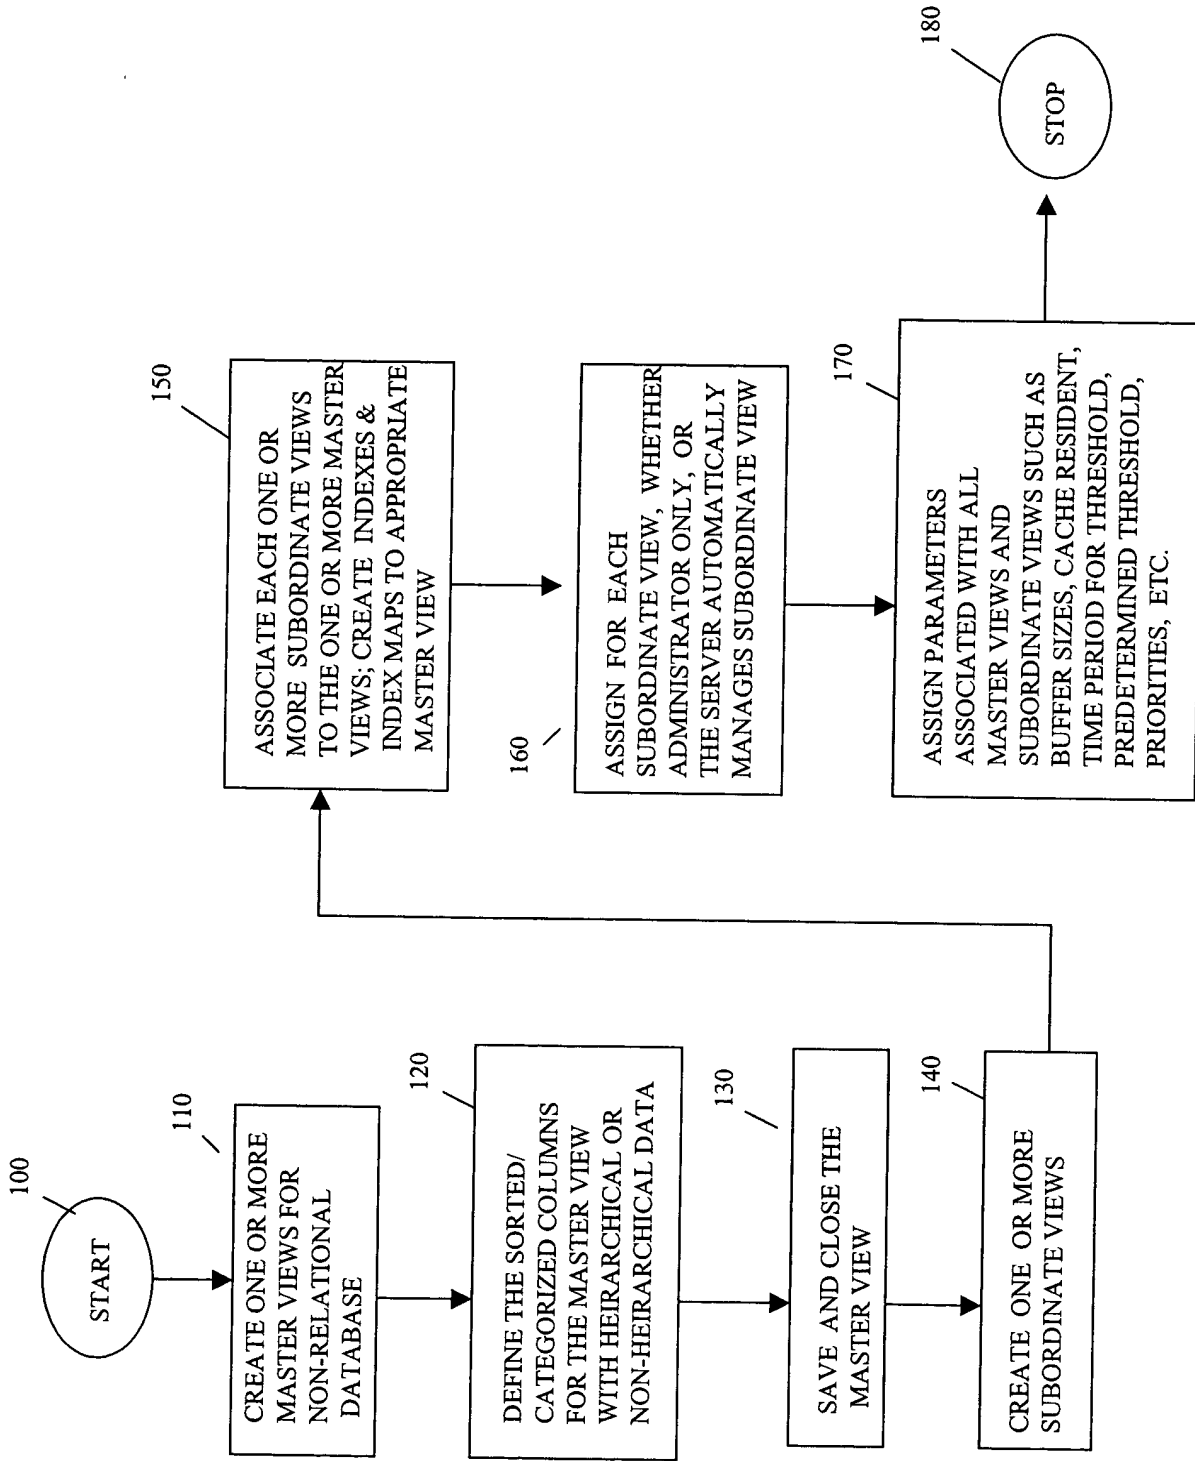 100
START
110
CREATE ONE OR MORE
MASTER VIEWS FOR
NON-RELATIONAL
DATABASE
120
DEFINE THE SORTED/
CATEGORIZED COLUMNS
FOR THE MASTER VIEW
WITH HEIRARCHICAL OR
NON-HEIRARCHICAL DATA
130
SAVE AND CLOSE THE
MASTER VIEW
140
CREATE ONE OR MORE
SUBORDINATE VIEWS
150
ASSOCIATE EACH ONE OR
MORE SUBORDINATE VIEWS
TO THE ONE OR MORE MASTER
VIEWS; CREATE INDEXES &
INDEX MAPS TO APPROPRIATE
MASTER VIEW
160
ASSIGN FOR EACH
SUBORDINATE VIEW, WHETHER
ADMINISTRATOR ONLY, OR
THE SERVER AUTOMATICALLY
MANAGES SUBORDINATE VIEW
170
ASSIGN PARAMETERS
ASSOCIATED WITH ALL
MASTER VIEWS AND
SUBORDINATE VIEWS SUCH AS
BUFFER SIZES, CACHE RESIDENT,
TIME PERIOD FOR THRESHOLD,
PREDETERMINED THRESHOLD,
PRIORITIES, ETC.
180
STOP